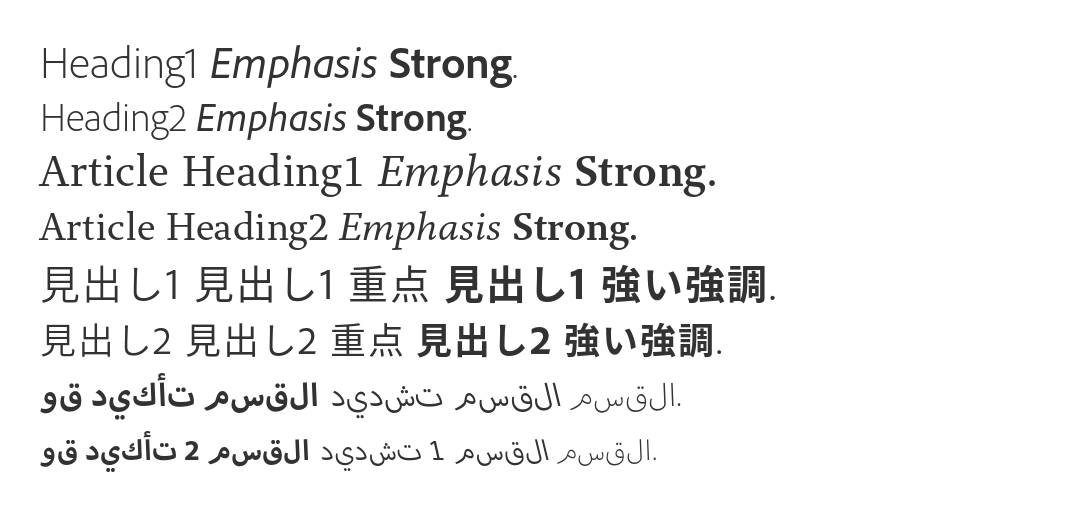 Heading1 Emphasis Strong.
Heading2 Emphasis Strong.
Article Heading1 Emphasis Strong.
Article Heading2 Emphasis Strong.
見出し1 見出し1 重点 見出し1 強い強調.
見出し2 見出し2 重点 見出し2 強い強調.
.القسم القسم تشديد القسم تأكيد قو
.القسم القسم 1 تشديد القسم 2 تأكيد قو